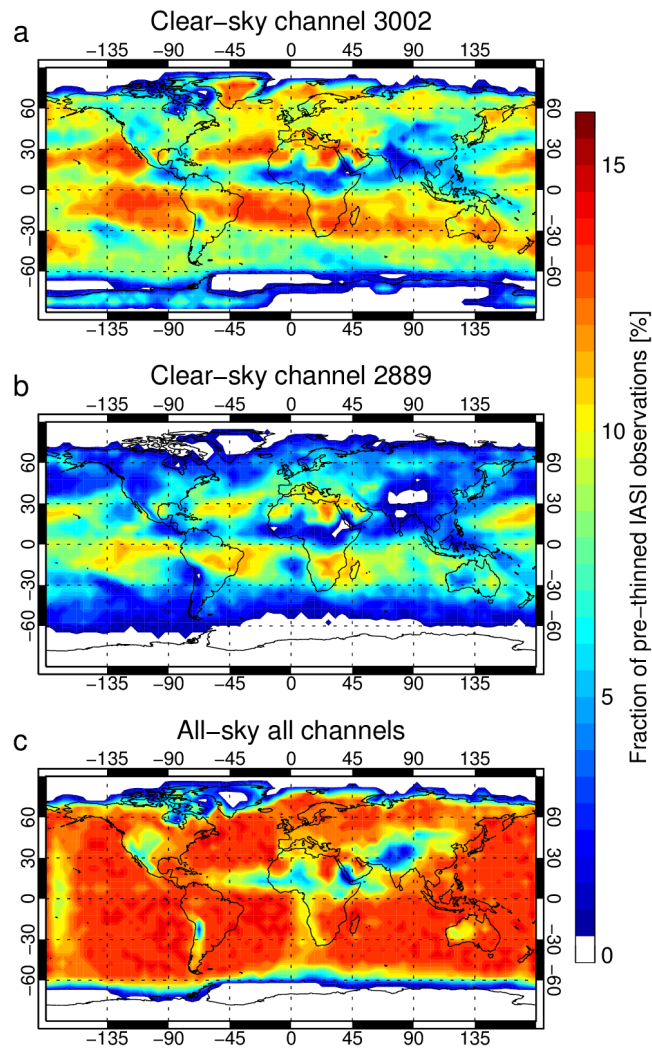 a
Clear−sky channel 3002
−135 −90 −45 0 45 90 135
60 60
30 30
0 0
−30 −30
−60 −60
−135 −90 −45 0 45 90 135
b
Clear−sky channel 2889
−135 −90 −45 0 45 90 135
60 60
30 30
0 0
−30 −30
−60 −60
−135 −90 −45 0 45 90 135
c
All−sky all channels
−135 −90 −45 0 45 90 135
60 60
30 30
0 0
−30 −30
−60 −60
−135 −90 −45 0 45 90 135
15
10
5
0
Fraction of pre−thinned IASI observations [%]